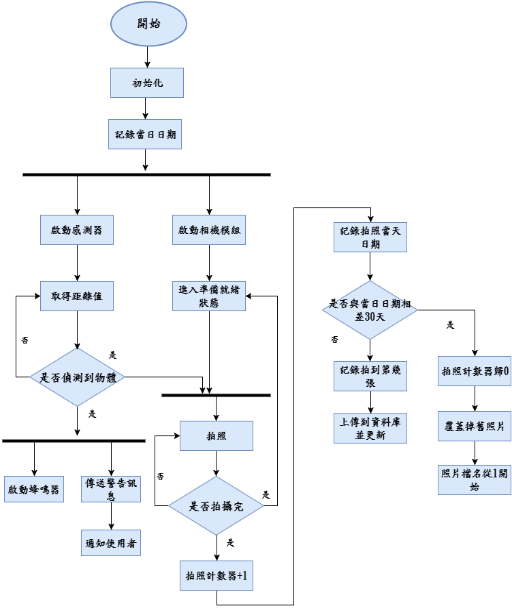 開始
初始化
記錄當日日期
啟動感測器
啟動相機模組
取得距離值
進入準備就緒
狀態
否
是
是否偵測到物體
是
啟動蜂鳴器
傳送警告訊
息
通知使用者
拍照
否
是
是否拍攝完
是
拍照計數器+1
記錄拍照當天
日期
是否與當日日期相
差30天
否
是
記錄拍到第幾
張
上傳到資料庫
並更新
拍照計數器歸0
覆蓋掉舊照片
照片檔名從1開
始